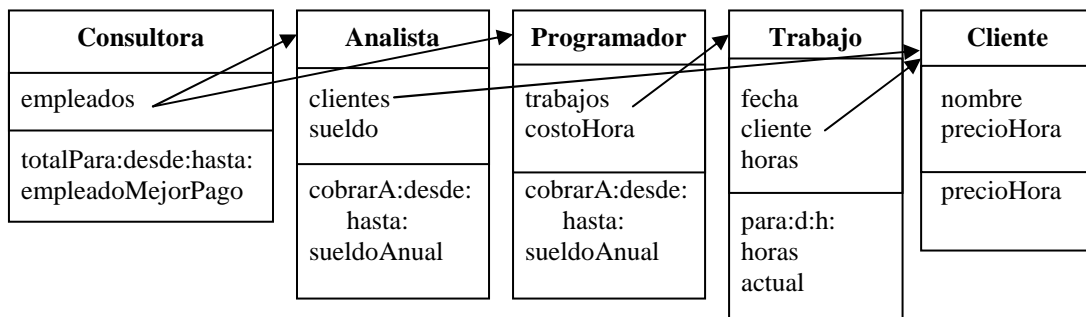 Consultora
empleados
totalPara:desde:hasta:
empleadoMejorPago
Analista
clientes
sueldo
cobrarA:desde:
hasta:
sueldoAnual
Programador
trabajos
costoHora
cobrarA:desde:
hasta:
sueldoAnual
Trabajo
fecha
cliente
horas
para:d:h:
horas
actual
Cliente
nombre
precioHora
precioHora